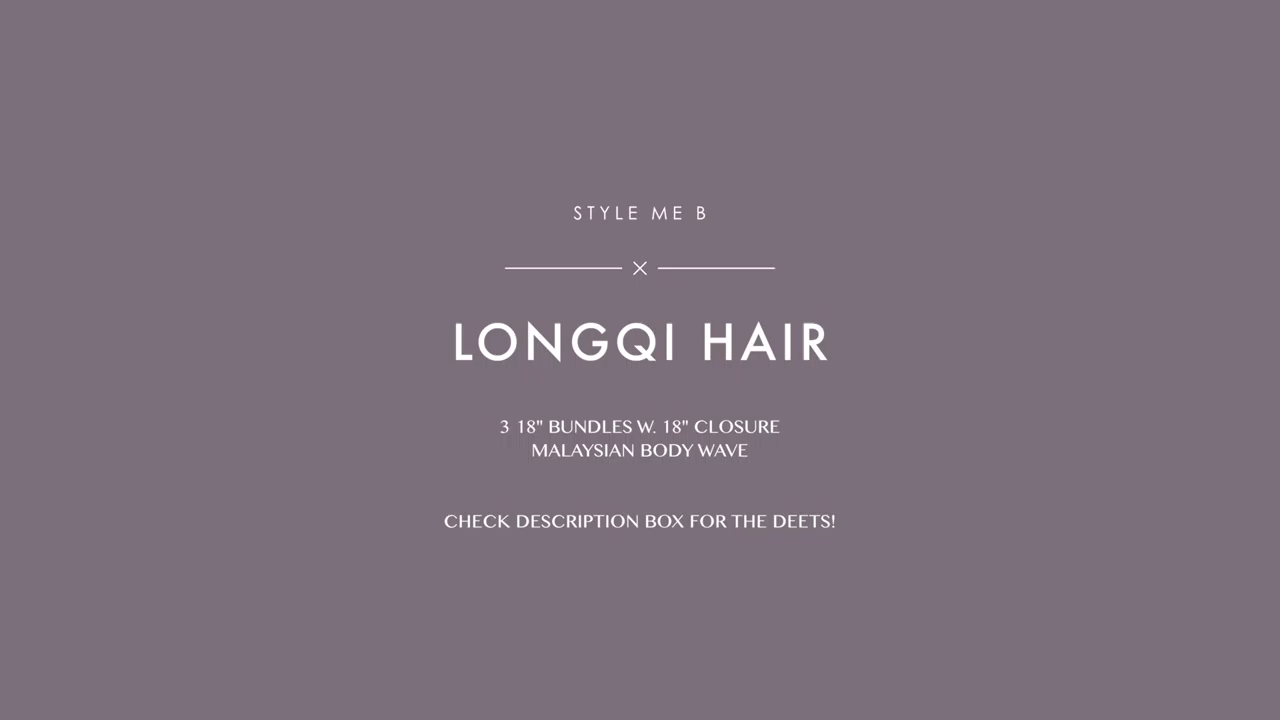 STYLE ME B
×
LONGQI HAIR
3 18" BUNDLES W. 18" CLOSURE
MALAYSIAN BODY WAVE
CHECK DESCRIPTION BOX FOR THE DEETS!